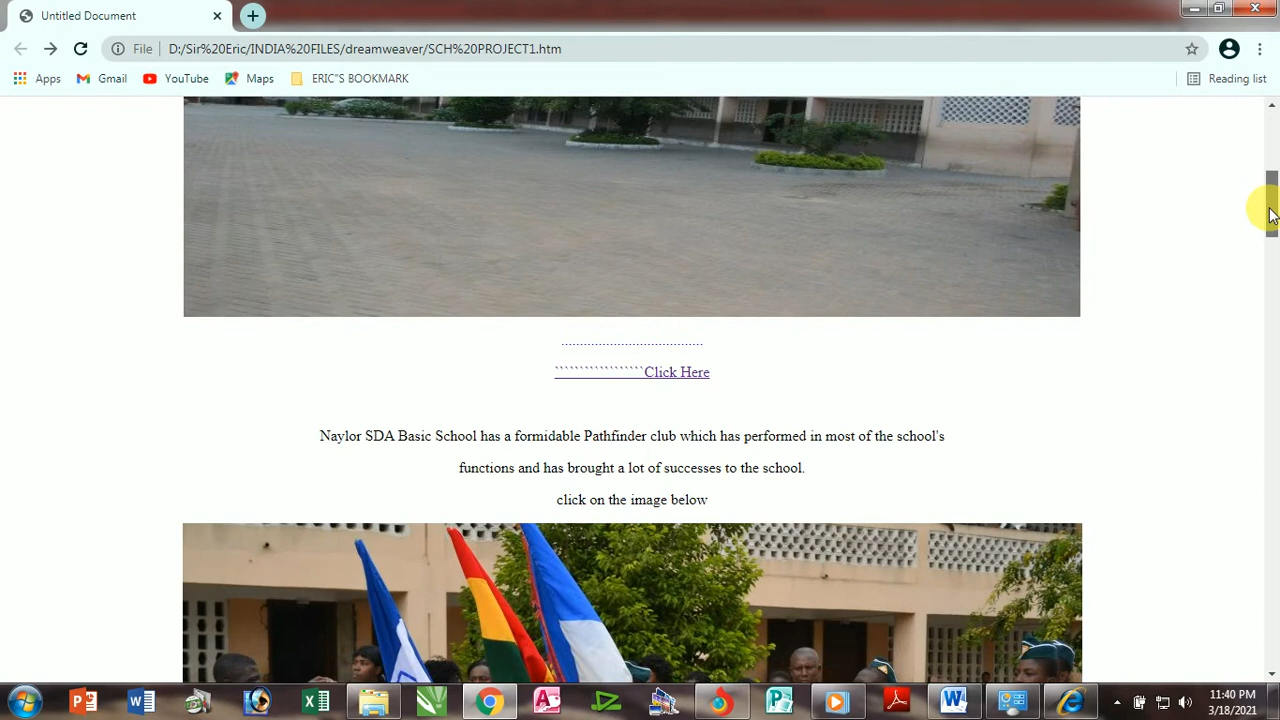 Untitled Document
File D:/Sir%20Eric/INDIA%20FILES/dreamweaver/SCH%20PROJECT1.htm
Apps Gmail YouTube Maps ERIC"S BOOKMARK Reading list
.......................................
``````````````````Click Here
Naylor SDA Basic School has a formidable Pathfinder club which has performed in most of the school's
functions and has brought a lot of successes to the school.
click on the image below
11:40 PM
3/18/2021